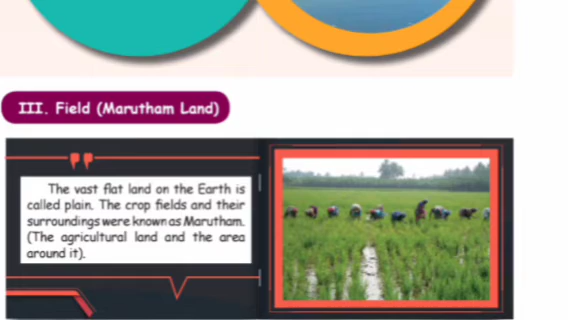 III. Field (Marutham Land)
The vast flat land on the Earth is
called plain. The crop fields and their
surroundings were known as Marutham.
(The agricultural land and the area
around it).